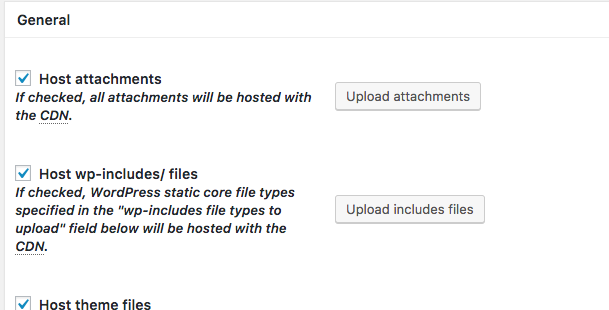 General
Host attachments
If checked, all attachments will be hosted with
the CDN.
Upload attachments
Host wp-includes/ files
If checked, WordPress static core file types
specified in the "wp-includes file types to
upload" field below will be hosted with the
CDN.
Upload includes files
Host theme files